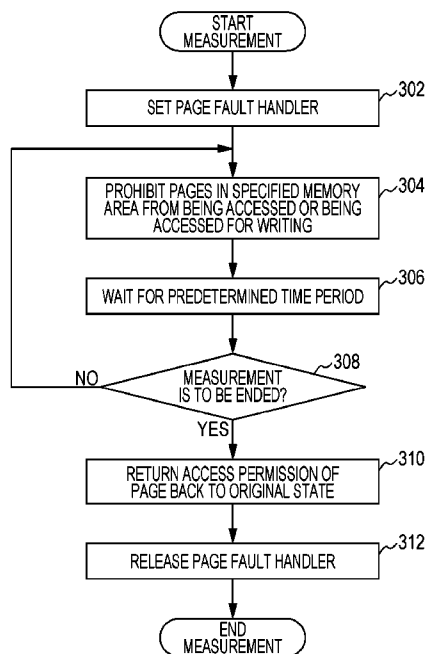 START
MEASUREMENT
302
SET PAGE FAULT HANDLER
304
PROHIBIT PAGES IN SPECIFIED MEMORY
AREA FROM BEING ACCESSED OR BEING
ACCESSED FOR WRITING
306
WAIT FOR PREDETERMINED TIME PERIOD
308
NO
MEASUREMENT
IS TO BE ENDED?
YES
310
RETURN ACCESS PERMISSION OF
PAGE BACK TO ORIGINAL STATE
312
RELEASE PAGE FAULT HANDLER
END
MEASUREMENT